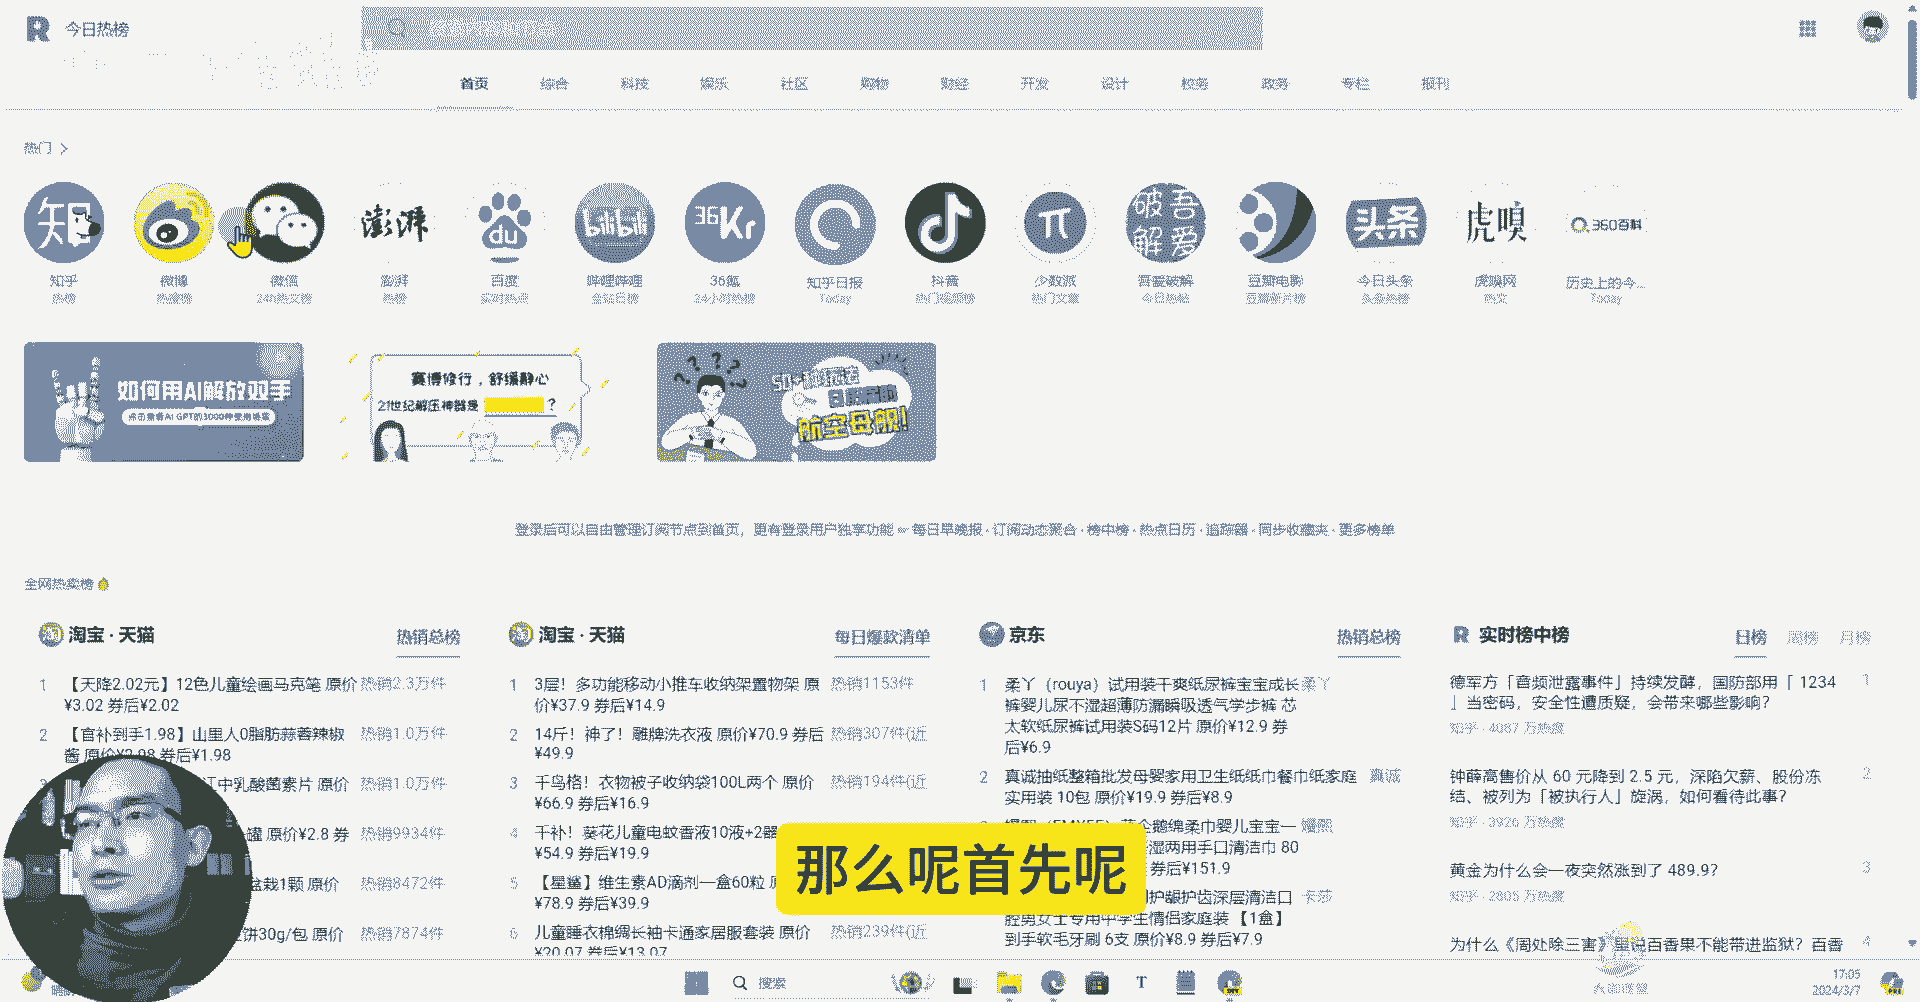 今日热榜
首页 综合 科技 娱乐 社区 购物 财经 开发 设计 校务 政务 专栏 报刊
热门
知 澎湃 du bilibili 36Kr π 吾爱破解 头条 虎嗅 360百科
知乎 微博 微信 澎湃 百度 哔哩哔哩 36氪 知乎日报 抖音 少数派 吾爱破解 豆瓣电影 今日头条 虎嗅网 历史上的今...
热榜 热搜榜 24h热文榜 热榜 实时热点 全站日榜 24小时热榜 Today 热门视频榜 热门文章 今日热帖 豆瓣新片榜 头条热榜 热文 Today
如何用AI解放双手
赛博修行，舒缓静心
21世纪解压神器是 ？
航空母舰!
登录后可以自由管理订阅节点到首页，更有登录用户独享功能 每日早晚报 · 订阅动态聚合 · 榜中榜 · 热点日历 · 追踪器 · 同步收藏夹 · 更多榜单
全网热卖榜
淘宝 · 天猫 热销总榜
1 【天降2.02元】12色儿童绘画马克笔 原价 热销2.3万件
¥3.02 券后¥2.02
2 【官补到手1.98】山里人0脂肪蒜蓉辣椒 热销1.0万件
酱 原价¥3.98 券后¥1.98
江中乳酸菌素片 原价 热销1.0万件
罐 原价¥2.8 券 热销9934件
盆栽1颗 原价 热销8472件
饼30g/包 原价 热销7874件
淘宝 · 天猫 每日爆款清单
1 3层！多功能移动小推车收纳架置物架 原 热销1153件
价¥37.9 券后¥14.9
2 14斤！神了！雕牌洗衣液 原价¥70.9 券后 热销307件(近
¥49.9
3 千鸟格！衣物被子收纳袋100L两个 原价 热销194件(近
¥66.9 券后¥16.9
4 千补！葵花儿童电蚊香液10液+2器
¥54.9 券后¥19.9
5 【星鲨】维生素AD滴剂一盒60粒
¥78.9 券后¥39.9
6 儿童睡衣棉绸长袖卡通家居服套装 原价 热销239件(近
¥20.07 券后¥13.07
京东 热销总榜
1 柔丫（rouya）试用装干爽纸尿裤宝宝成长 柔丫
裤婴儿尿不湿超薄防漏瞬吸透气学步裤 芯
太软纸尿裤试用装S码12片 原价¥12.9 券
后¥6.9
2 真诚抽纸整箱批发母婴家用卫生纸纸巾餐巾纸家庭 真诚
实用装 10包 原价¥19.9 券后¥8.9
企鹅绵柔巾婴儿宝宝一 嫚熙
湿两用手口清洁巾 80
券后¥151.9
护龈护齿深层清洁口 卡莎
腔男女士专用中学生情侣家庭装 【1盒】
到手软毛牙刷 6支 原价¥8.9 券后¥7.9
实时榜中榜 日榜 周榜 月榜
德军方「音频泄露事件」持续发酵，国防部用「1234 1
」当密码，安全性遭质疑，会带来哪些影响？
知乎 · 4087 万热度
钟薛高售价从 60 元降到 2.5 元，深陷欠薪、股份冻 2
结、被列为「被执行人」旋涡，如何看待此事？
知乎 · 3926 万热度
黄金为什么会一夜突然涨到了 489.9？ 3
知乎 · 2805 万热度
为什么《周处除三害》里说百香果不能带进监狱？百香 4
那么呢首先呢
搜索
17:05
2024/3/7